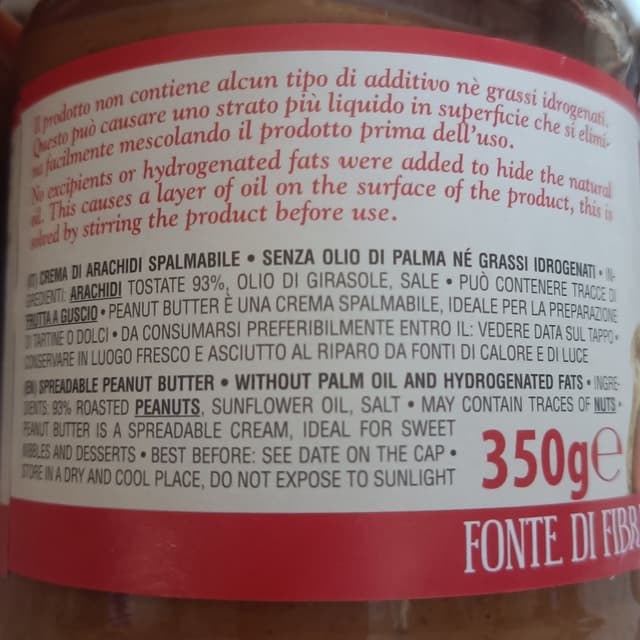 Il prodotto non contiene alcun tipo di additivo nè grassi idrogenati.
Questo può causare uno strato più liquido in superficie che si elimi-
na facilmente mescolando il prodotto prima dell'uso.
No excipients or hydrogenated fats were added to hide the natural
oil. This causes a layer of oil on the surface of the product, this is
solved by stirring the product before use.
(IT) CREMA DI ARACHIDI SPALMABILE • SENZA OLIO DI PALMA NÉ GRASSI IDROGENATI • IN-
GREDIENTI: ARACHIDI TOSTATE 93%, OLIO DI GIRASOLE, SALE • PUÒ CONTENERE TRACCE DI
FRUTTA A GUSCIO • PEANUT BUTTER È UNA CREMA SPALMABILE, IDEALE PER LA PREPARAZIONE
DI TARTINE O DOLCI • DA CONSUMARSI PREFERIBILMENTE ENTRO IL: VEDERE DATA SUL TAPPO •
CONSERVARE IN LUOGO FRESCO E ASCIUTTO AL RIPARO DA FONTI DI CALORE E DI LUCE
(EN) SPREADABLE PEANUT BUTTER • WITHOUT PALM OIL AND HYDROGENATED FATS • INGRE-
DIENTS: 93% ROASTED PEANUTS, SUNFLOWER OIL, SALT • MAY CONTAIN TRACES OF NUTS •
PEANUT BUTTER IS A SPREADABLE CREAM, IDEAL FOR SWEET
NIBBLES AND DESSERTS • BEST BEFORE: SEE DATE ON THE CAP •
STORE IN A DRY AND COOL PLACE, DO NOT EXPOSE TO SUNLIGHT
350g℮
FONTE DI FIBR